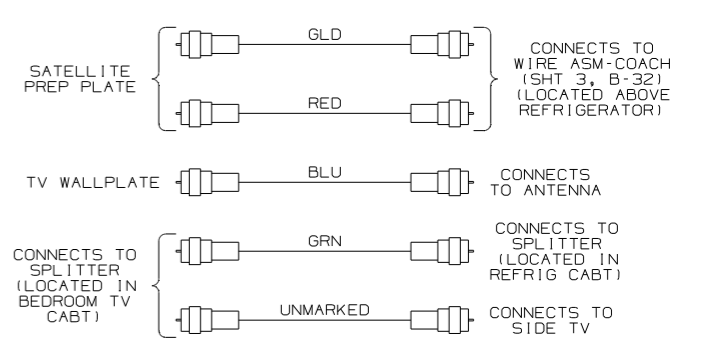 GLD
SATELLITE
PREP PLATE
CONNECTS TO
WIRE ASM-COACH
(SHT 3, B-32)
(LOCATED ABOVE
REFRIGERATOR)
RED
TV WALLPLATE
BLU
CONNECTS
TO ANTENNA
CONNECTS TO
SPLITTER
(LOCATED IN
BEDROOM TV
CABT)
GRN
CONNECTS TO
SPLITTER
(LOCATED IN
REFRIG CABT)
UNMARKED
CONNECTS TO
SIDE TV